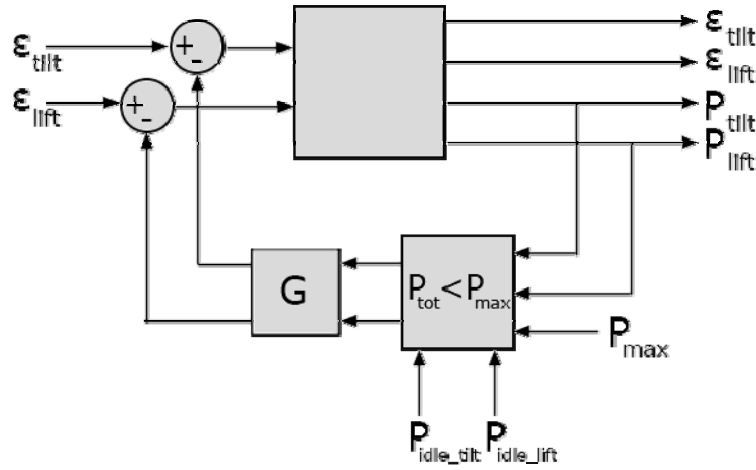 ε_tilt
ε_lift
+
-
+
-
ε_tilt
ε_lift
P_tilt
P_lift
G
P_tot < P_max
P_max
P_idle_tilt
P_idle_lift